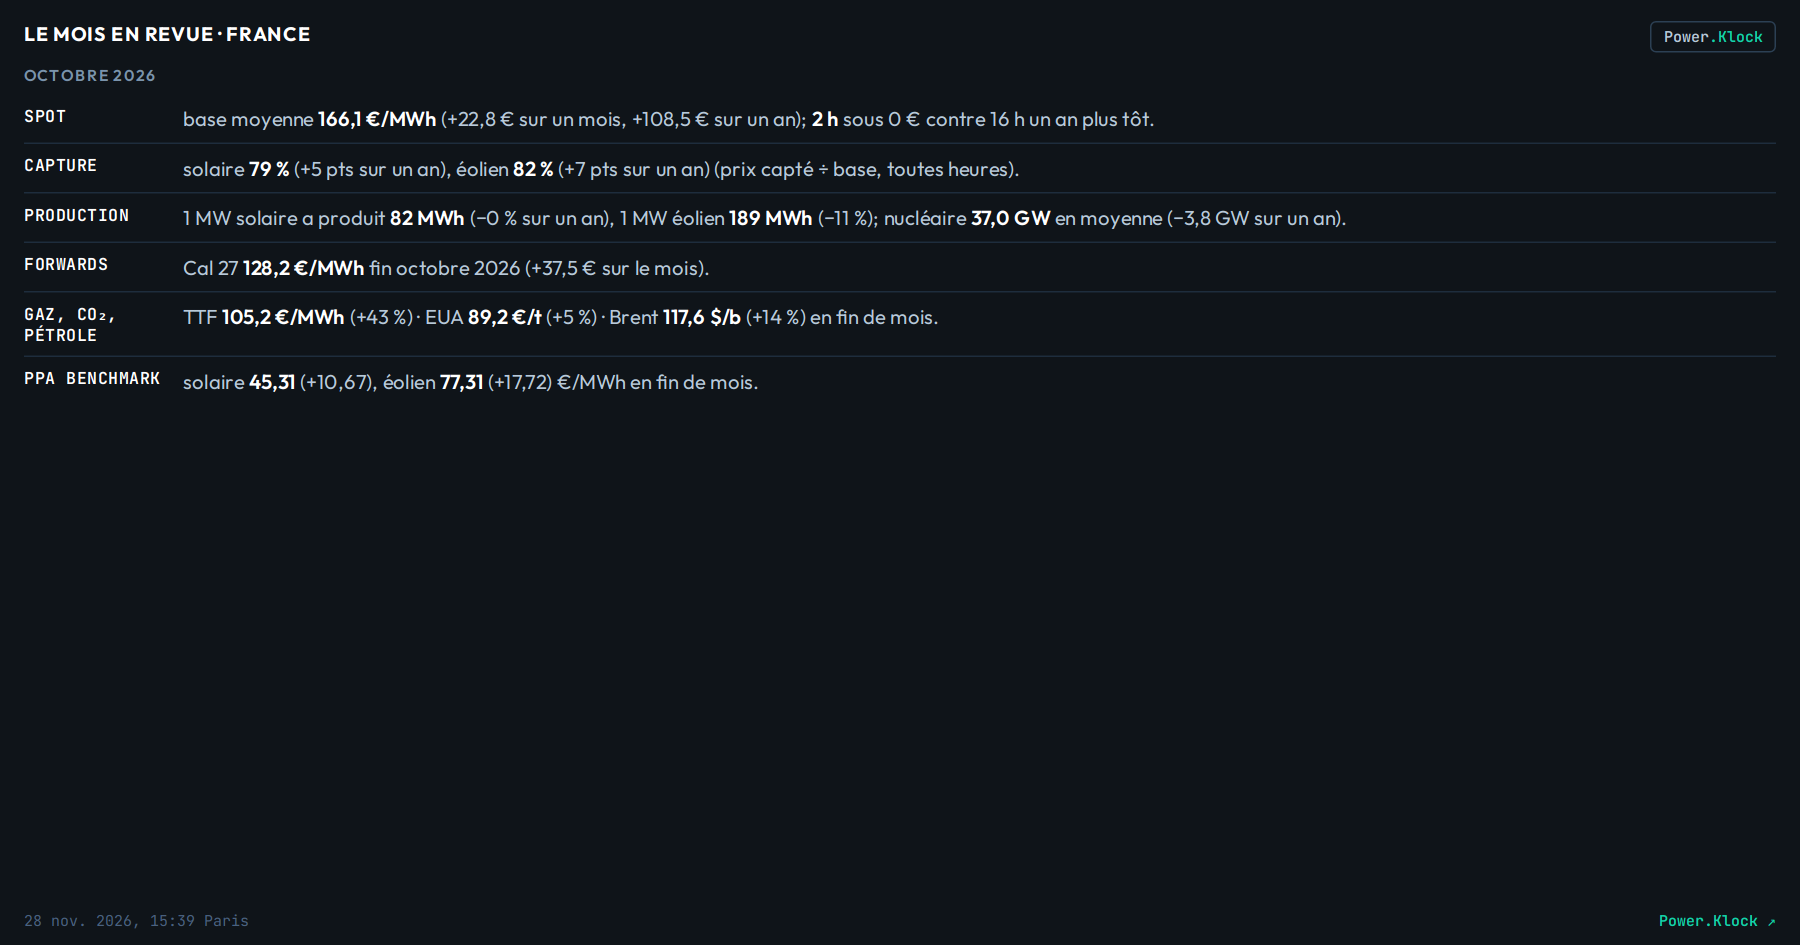 LE MOIS EN REVUE · FRANCE
Power.Klock
OCTOBRE 2026
SPOT
base moyenne 166,1 €/MWh (+22,8 € sur un mois, +108,5 € sur un an); 2 h sous 0 € contre 16 h un an plus tôt.
CAPTURE
solaire 79 % (+5 pts sur un an), éolien 82 % (+7 pts sur un an) (prix capté ÷ base, toutes heures).
PRODUCTION
1 MW solaire a produit 82 MWh (−0 % sur un an), 1 MW éolien 189 MWh (−11 %); nucléaire 37,0 GW en moyenne (−3,8 GW sur un an).
FORWARDS
Cal 27 128,2 €/MWh fin octobre 2026 (+37,5 € sur le mois).
GAZ, CO₂,
PÉTROLE
TTF 105,2 €/MWh (+43 %) · EUA 89,2 €/t (+5 %) · Brent 117,6 $/b (+14 %) en fin de mois.
PPA BENCHMARK
solaire 45,31 (+10,67), éolien 77,31 (+17,72) €/MWh en fin de mois.
28 nov. 2026, 15:39 Paris
Power.Klock ↗